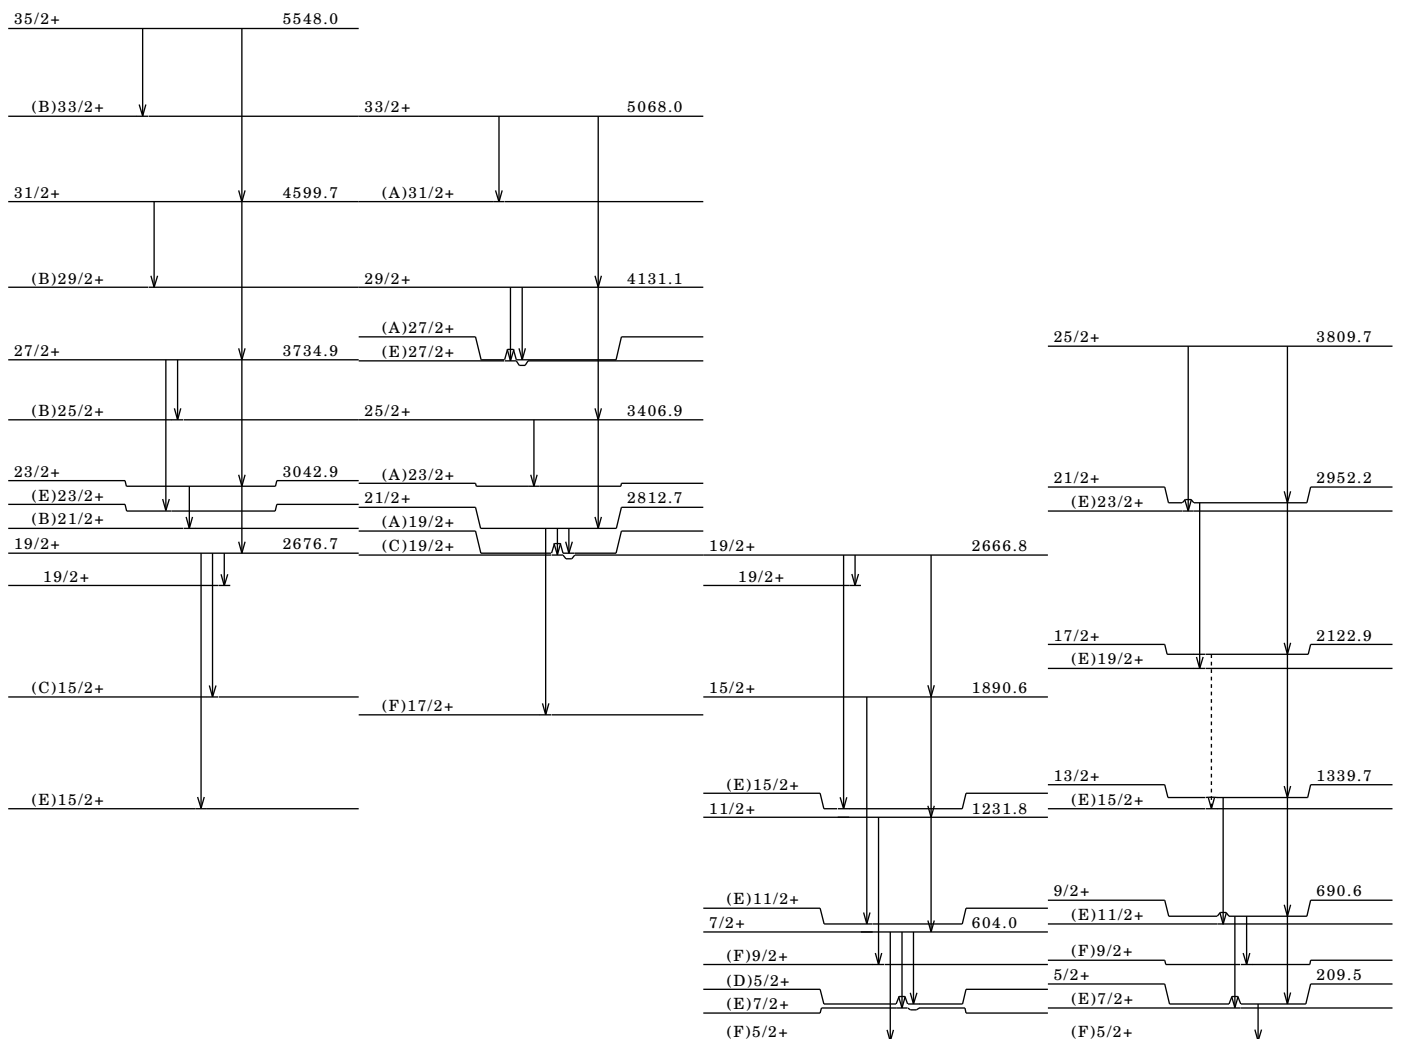 35/2+ 5548.0
(B)33/2+
31/2+ 4599.7
(B)29/2+
27/2+ 3734.9
(B)25/2+
23/2+ 3042.9
(E)23/2+
(B)21/2+
19/2+ 2676.7
19/2+
(C)15/2+
(E)15/2+
33/2+ 5068.0
(A)31/2+
29/2+ 4131.1
(A)27/2+
(E)27/2+
25/2+ 3406.9
(A)23/2+
21/2+ 2812.7
(A)19/2+
(C)19/2+
(F)17/2+
19/2+ 2666.8
19/2+
15/2+ 1890.6
(E)15/2+
11/2+ 1231.8
(E)11/2+
7/2+ 604.0
(F)9/2+
(D)5/2+
(E)7/2+
(F)5/2+
25/2+ 3809.7
21/2+ 2952.2
(E)23/2+
17/2+ 2122.9
(E)19/2+
13/2+ 1339.7
(E)15/2+
9/2+ 690.6
(E)11/2+
(F)9/2+
5/2+ 209.5
(E)7/2+
(F)5/2+